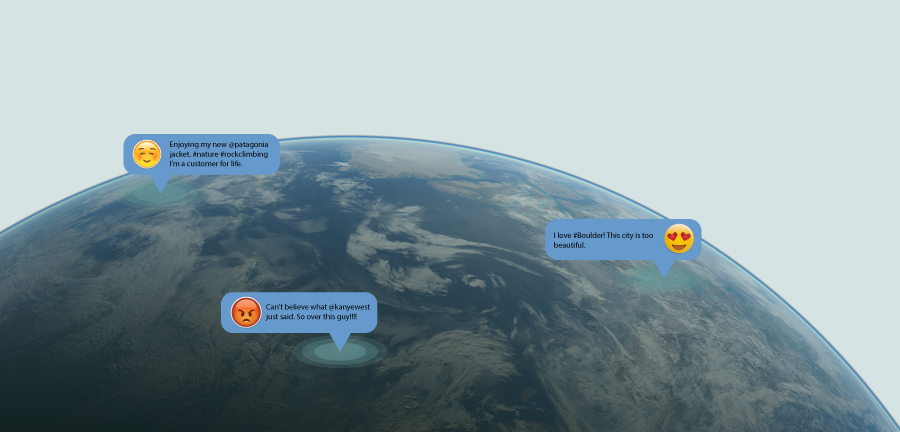 Enjoying my new @patagonia
jacket. #nature #rockclimbing
I'm a customer for life.
I love #Boulder! This city is too
beautiful.
Can't believe what @kanyewest
just said. So over this guy!!!!